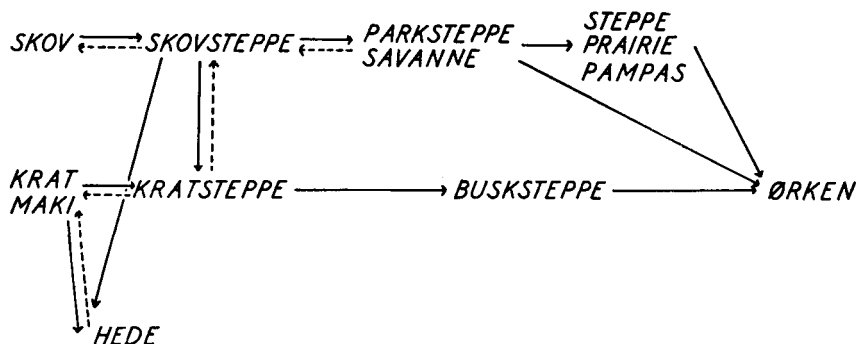 SKOV
SKOVSTEPPE
PARKSTEPPE
SAVANNE
STEPPE
PRAIRIE
PAMPAS
KRAT
MAKI
KRATSTEPPE
BUSKSTEPPE
ØRKEN
HEDE